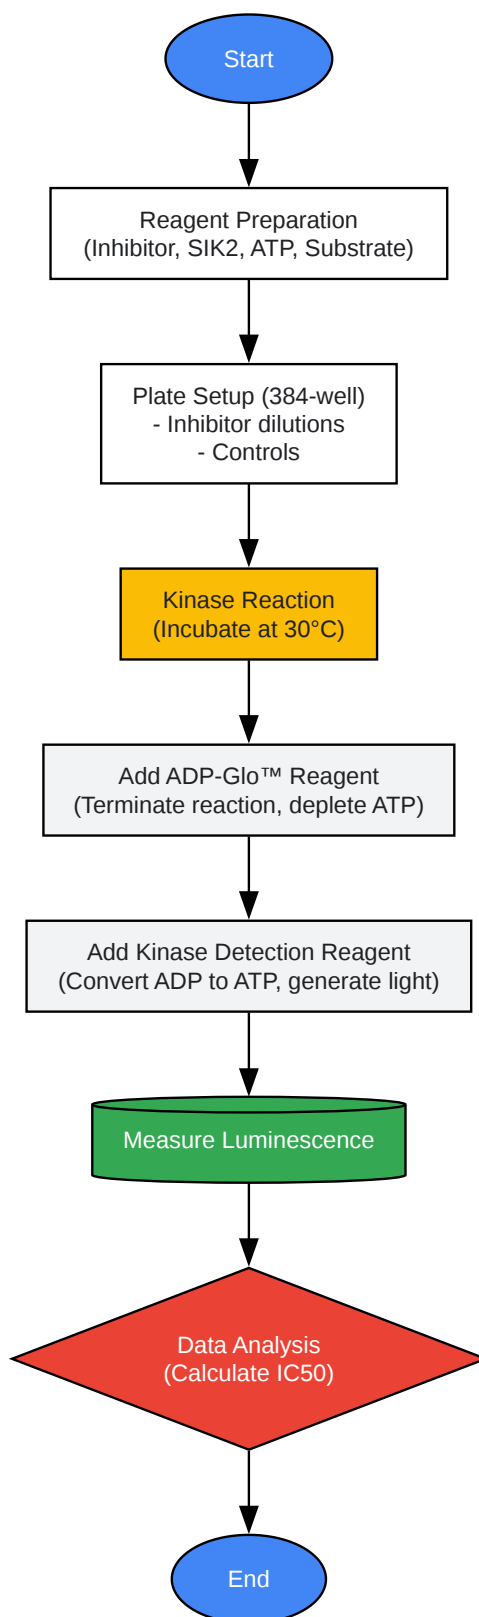 Start
Reagent Preparation
(Inhibitor, SIK2, ATP, Substrate)
Plate Setup (384-well)
- Inhibitor dilutions
- Controls
Kinase Reaction
(Incubate at 30°C)
Add ADP-Glo™ Reagent
(Terminate reaction, deplete ATP)
Add Kinase Detection Reagent
(Convert ADP to ATP, generate light)
Measure Luminescence
Data Analysis
(Calculate IC50)
End